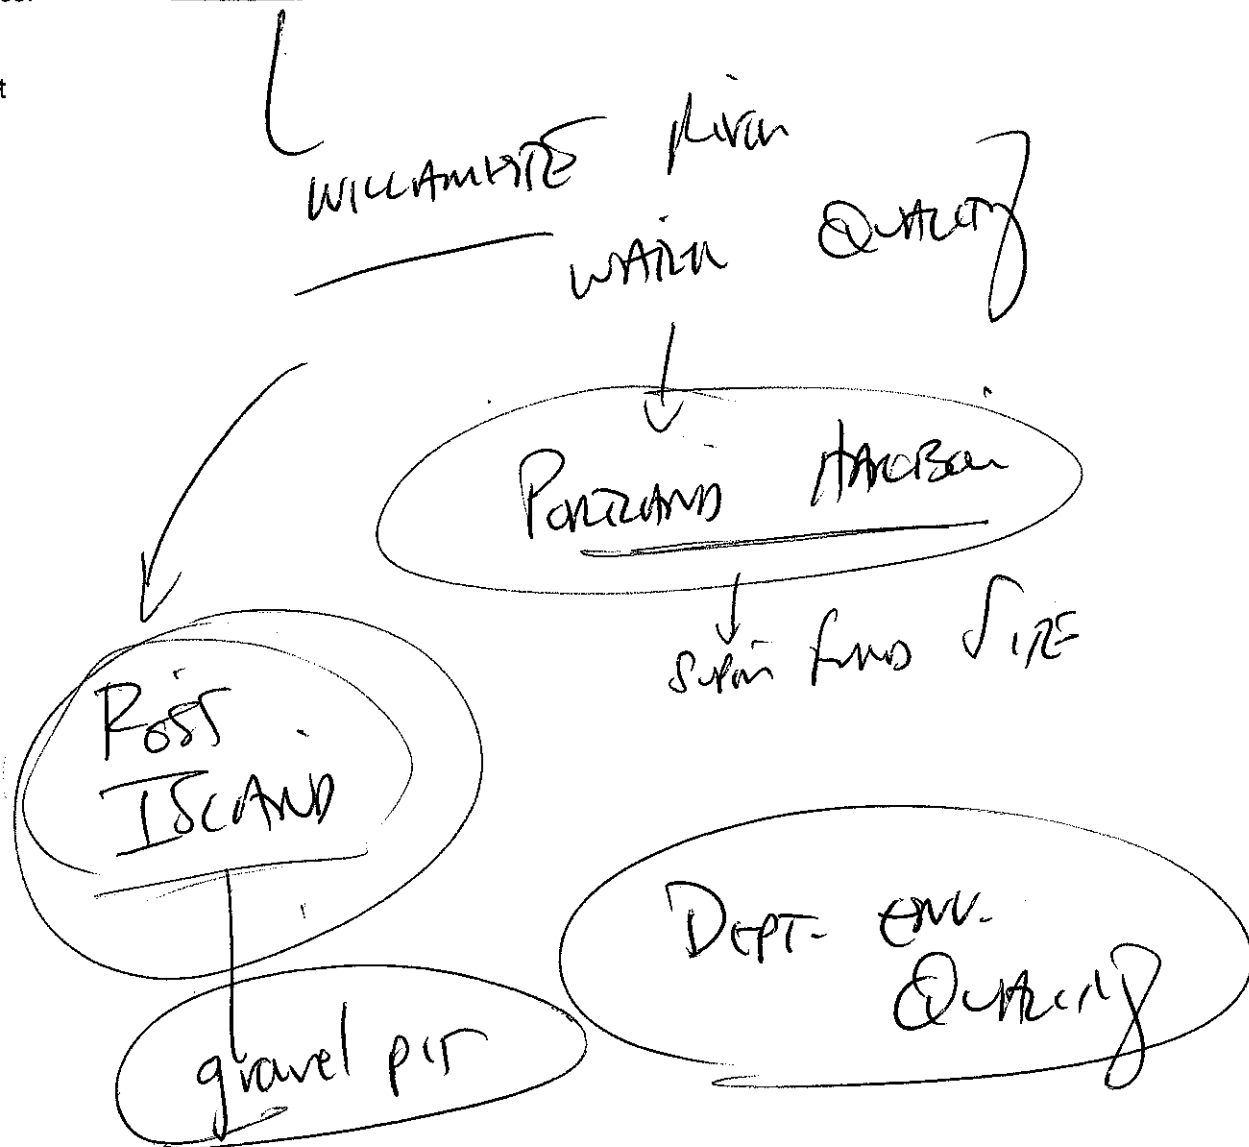 WILLAMETTE River
WATER QUALITY
PORTLAND HARBOR
Super fund SITE
ROSS
ISLAND
DEPT. ENV.
QUALITY
gravel pit